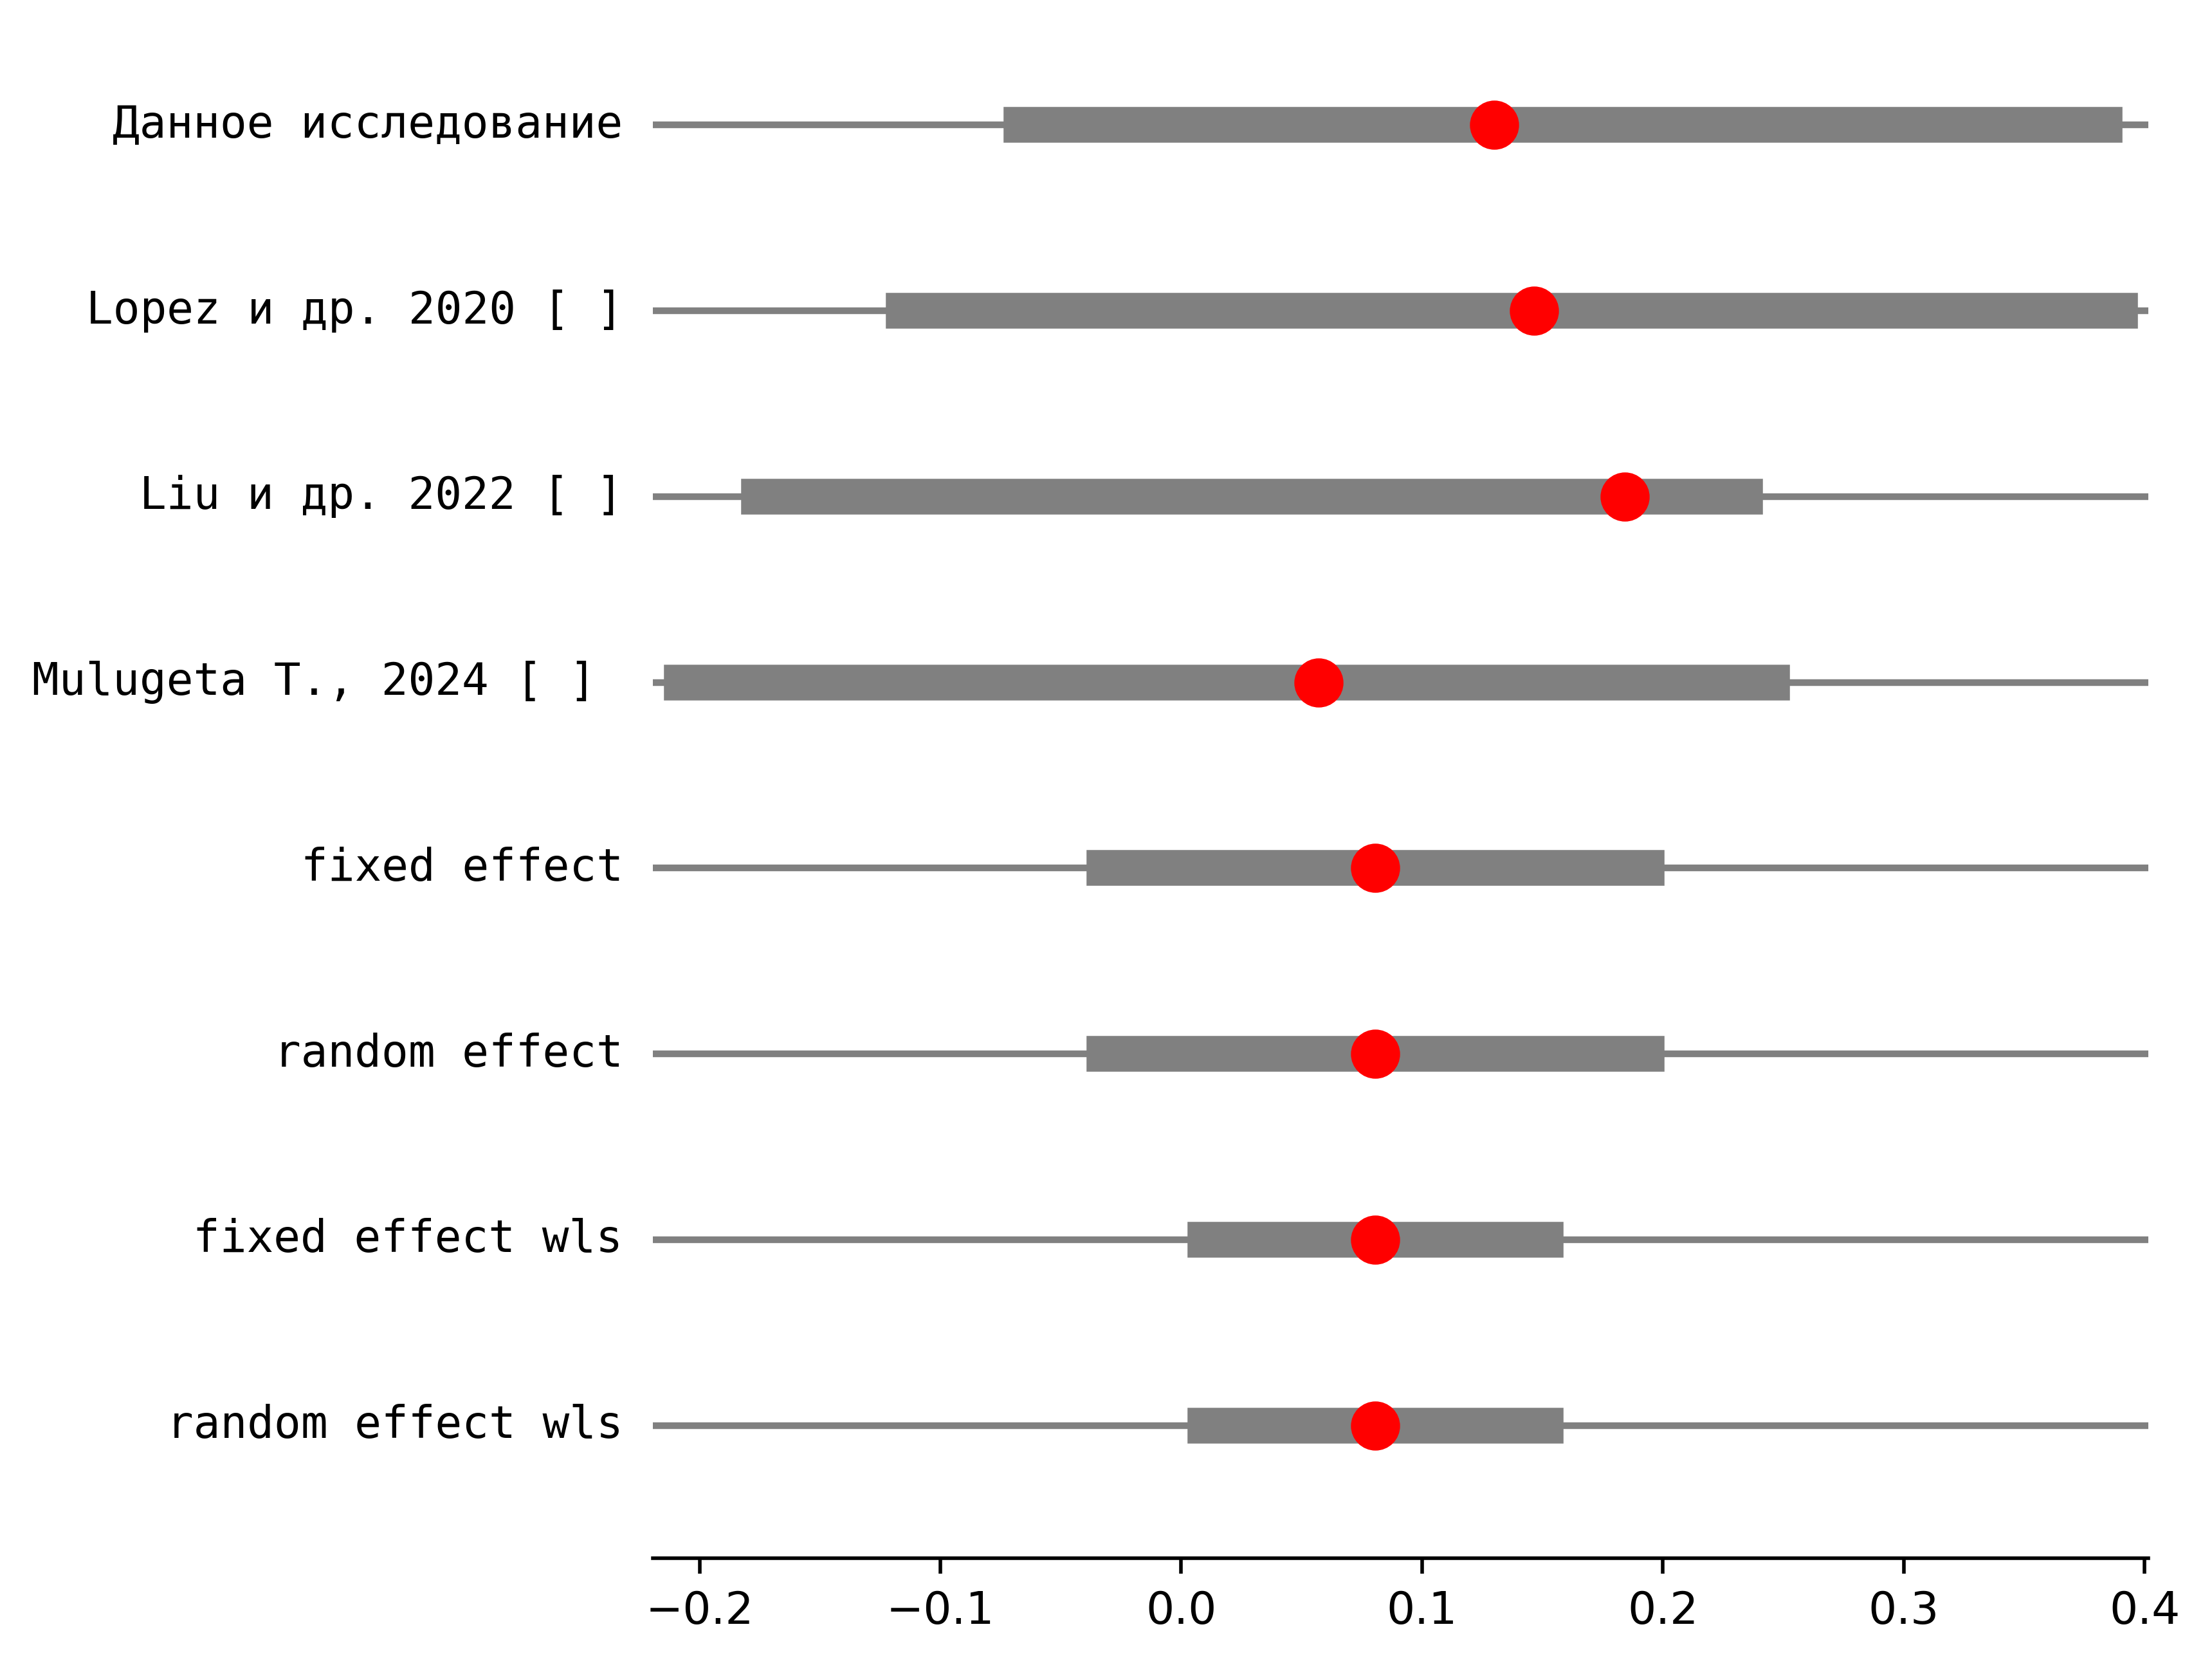 Данное исследование
Lopez и др. 2020 [ ]
Liu и др. 2022 [ ]
Mulugeta T., 2024 [ ]
fixed effect
random effect
fixed effect wls
random effect wls
−0.2 −0.1 0.0 0.1 0.2 0.3 0.4